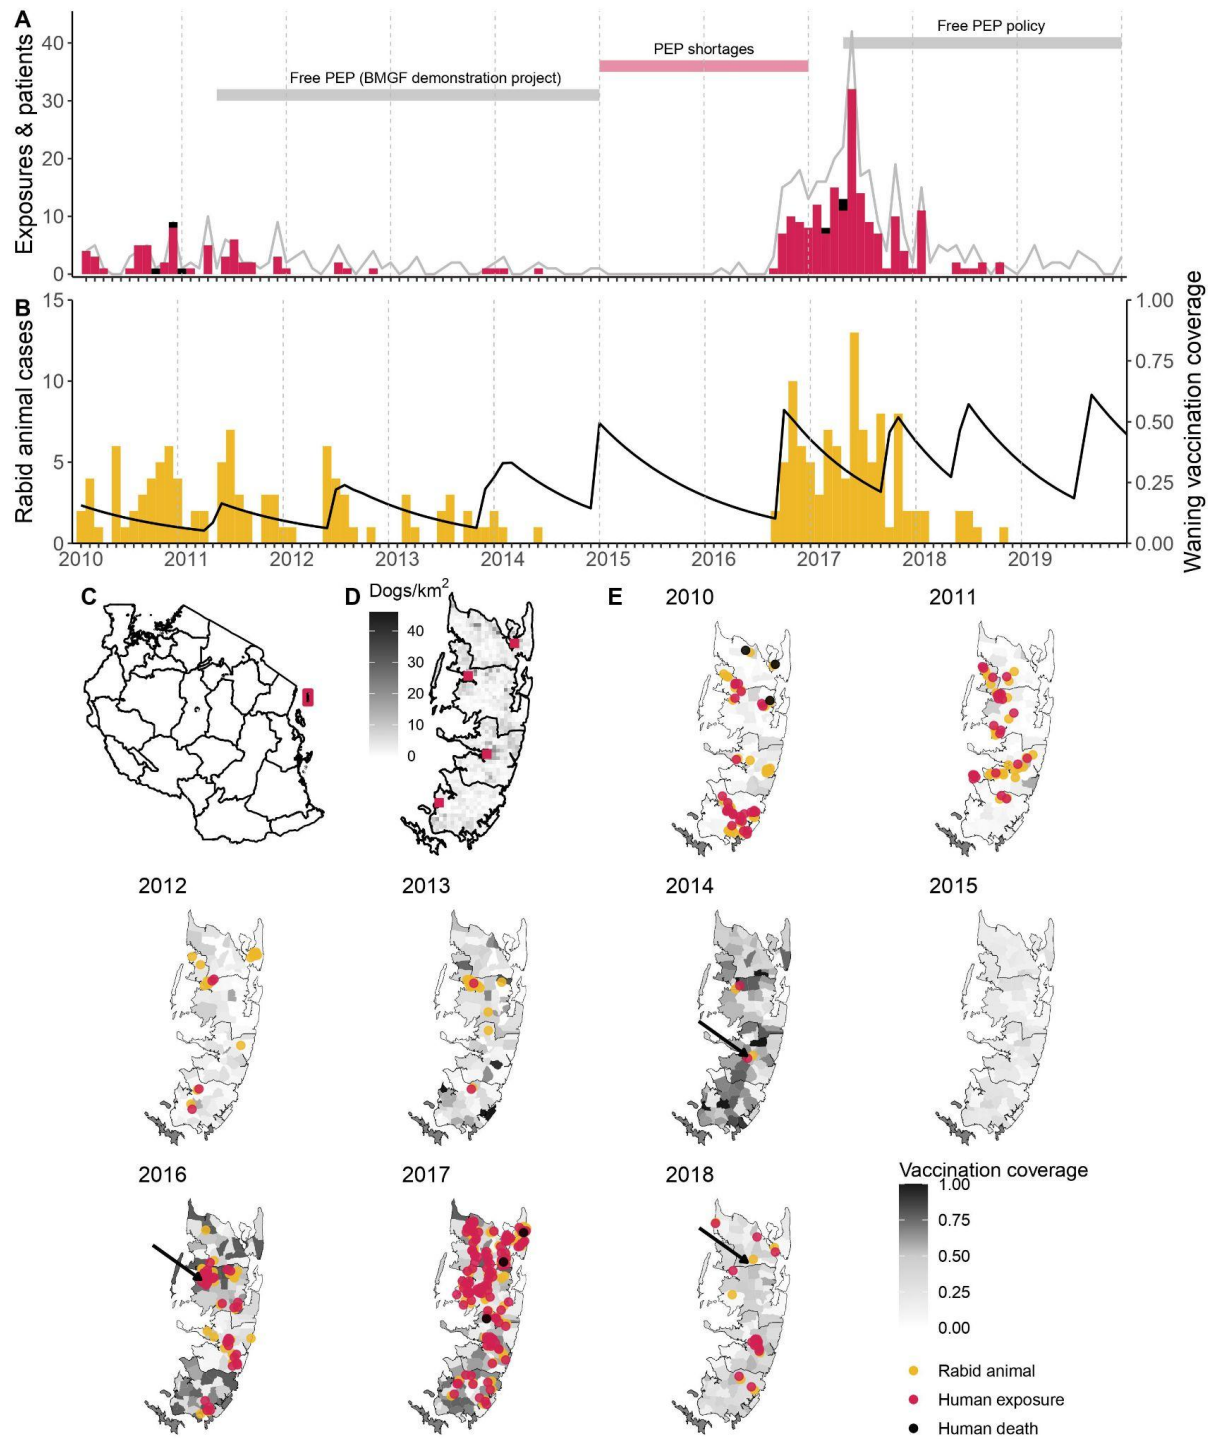 A
Exposures & patients
40
30
20
10
0
Free PEP (BMGF demonstration project)
PEP shortages
Free PEP policy
B
Rabid animal cases
15
10
5
0
1.00
0.75
0.50
0.25
0.00
Waning vaccination coverage
2010 2011 2012 2013 2014 2015 2016 2017 2018 2019
C
D
Dogs/km²
40
30
20
10
0
E
2010
2011
2012
2013
2014
2015
2016
2017
2018
Vaccination coverage
1.00
0.75
0.50
0.25
0.00
Rabid animal
Human exposure
Human death